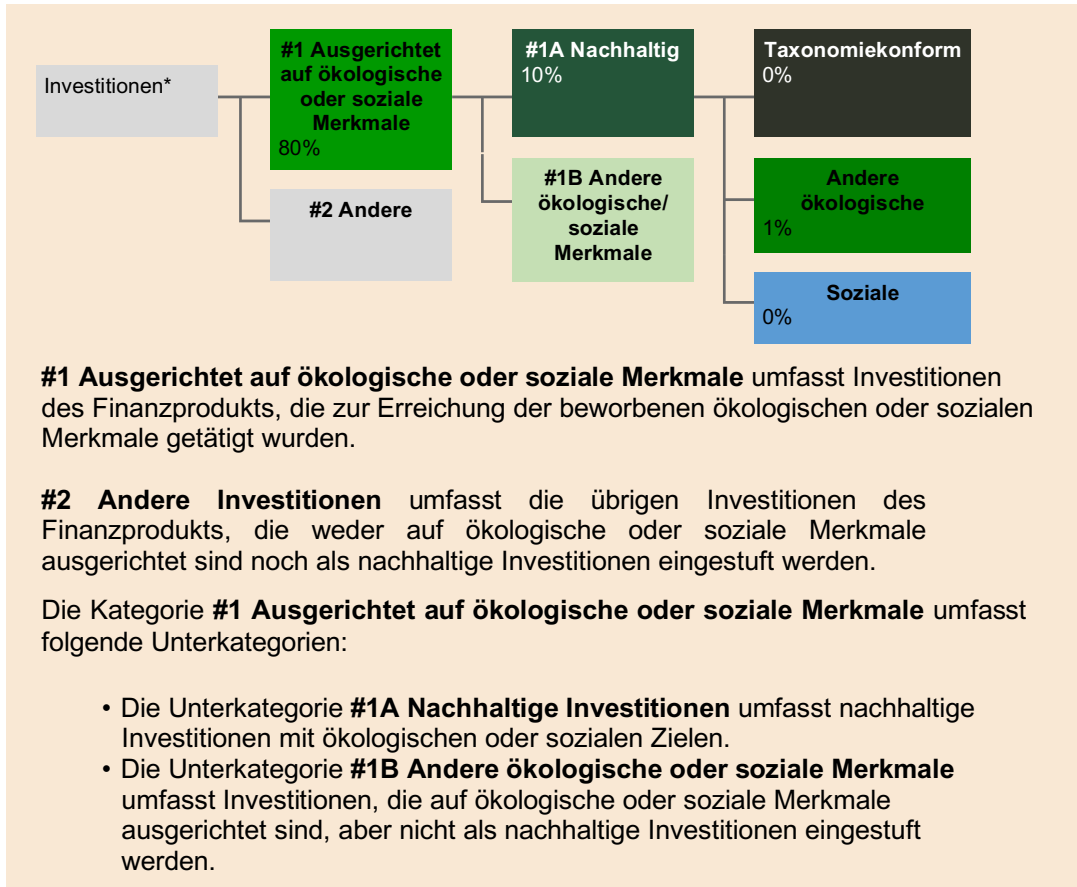 Investitionen*
#1 Ausgerichtet
auf ökologische
oder soziale
Merkmale
80%
#2 Andere
#1A Nachhaltig
10%
#1B Andere
ökologische/
soziale
Merkmale
Taxonomiekonform
0%
Andere
ökologische
1%
Soziale
0%
#1 Ausgerichtet auf ökologische oder soziale Merkmale umfasst Investitionen
des Finanzprodukts, die zur Erreichung der beworbenen ökologischen oder sozialen
Merkmale getätigt wurden.
#2 Andere Investitionen umfasst die übrigen Investitionen des
Finanzprodukts, die weder auf ökologische oder soziale Merkmale
ausgerichtet sind noch als nachhaltige Investitionen eingestuft werden.
Die Kategorie #1 Ausgerichtet auf ökologische oder soziale Merkmale umfasst
folgende Unterkategorien:
• Die Unterkategorie #1A Nachhaltige Investitionen umfasst nachhaltige
Investitionen mit ökologischen oder sozialen Zielen.
• Die Unterkategorie #1B Andere ökologische oder soziale Merkmale
umfasst Investitionen, die auf ökologische oder soziale Merkmale
ausgerichtet sind, aber nicht als nachhaltige Investitionen eingestuft
werden.